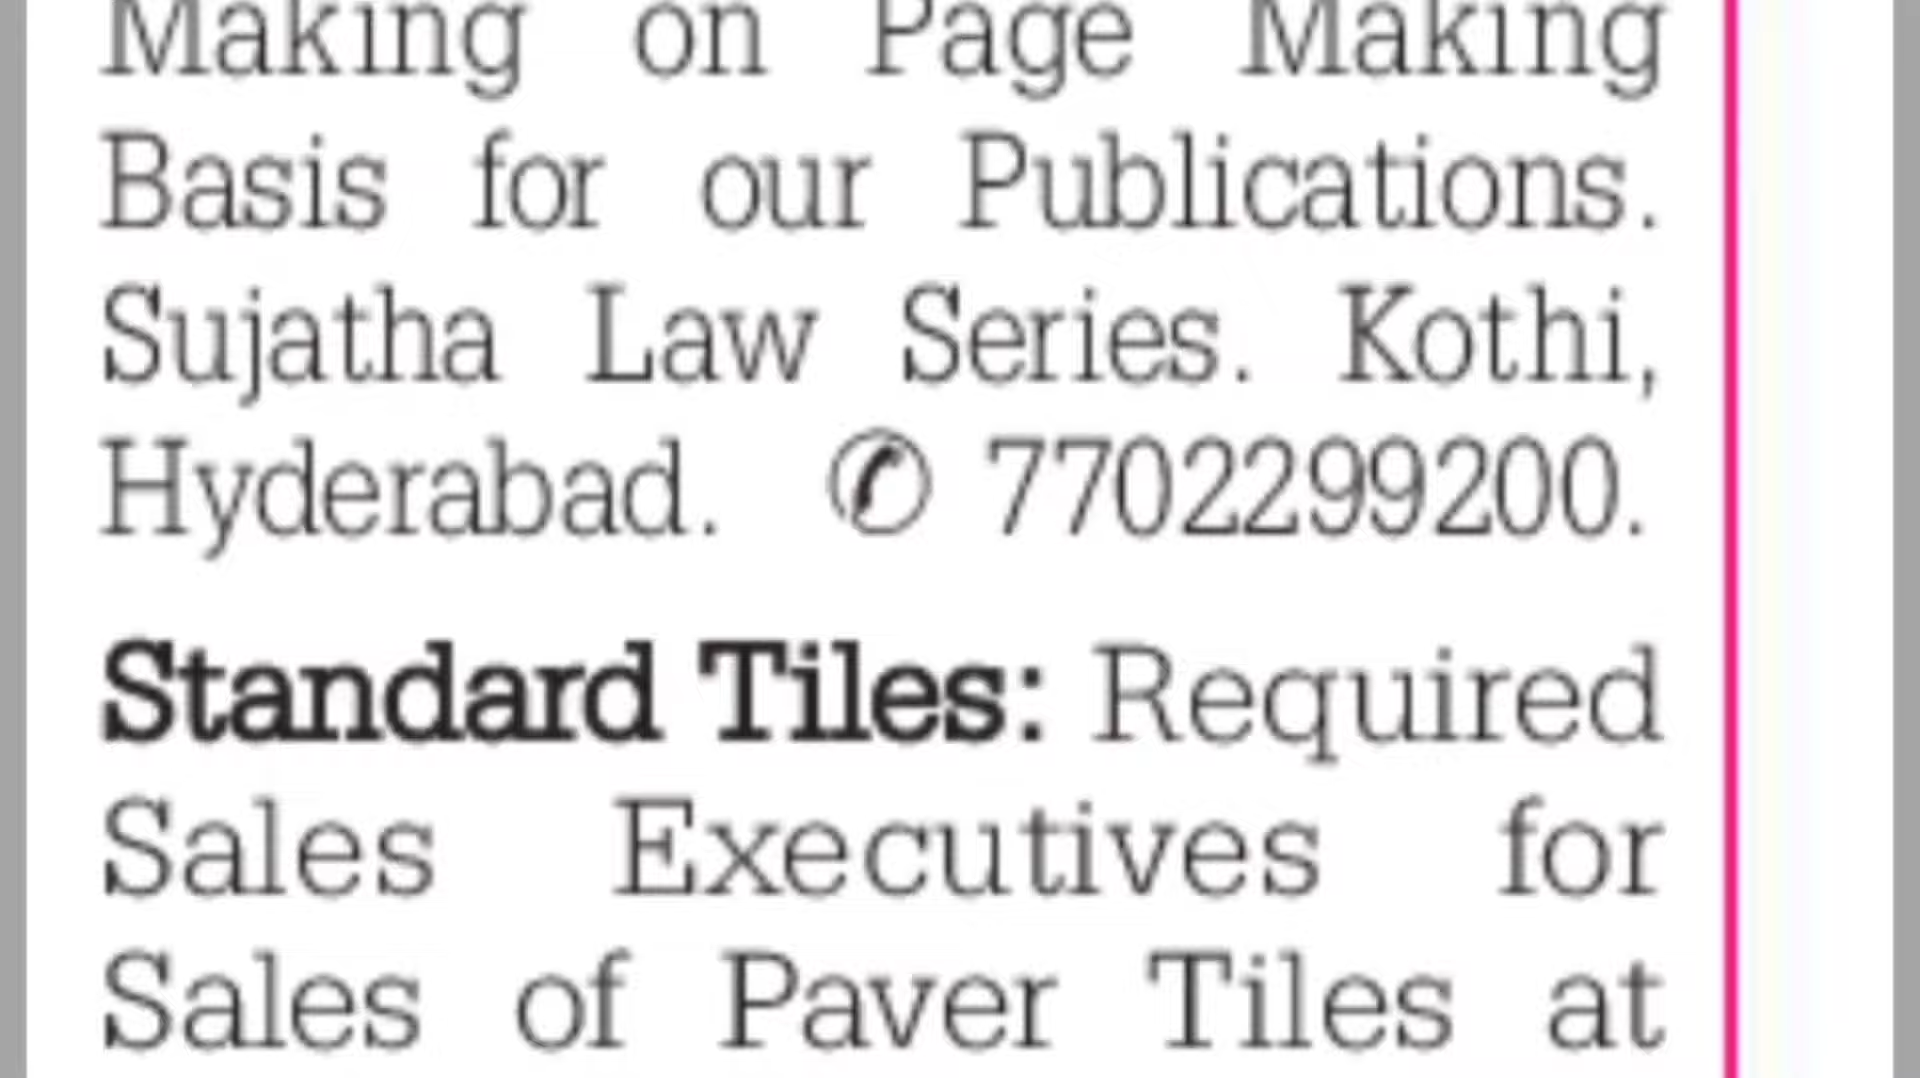 Making on Page Making
Basis for our Publications.
Sujatha Law Series. Kothi,
Hyderabad. ✆ 7702299200.
Standard Tiles: Required
Sales Executives for
Sales of Paver Tiles at